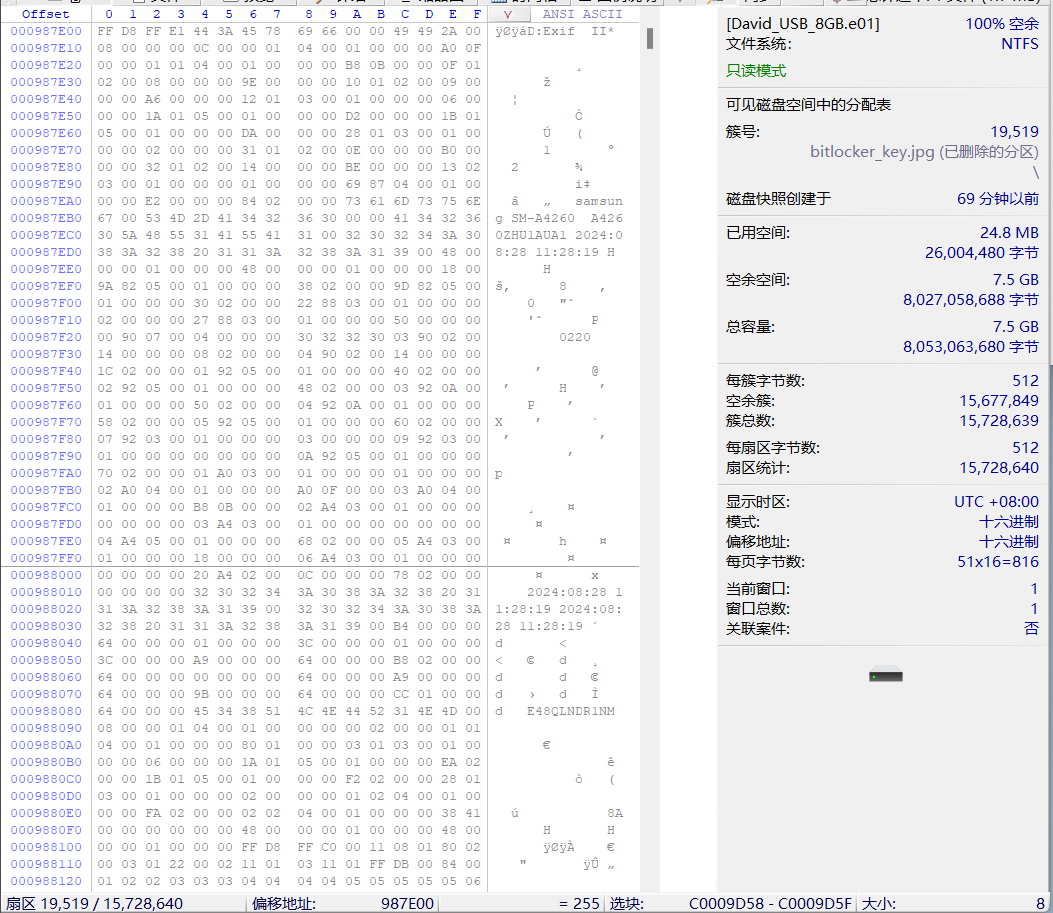 Offset 0 1 2 3 4 5 6 7 8 9 A B C D E F ANSI ASCII
000987E00 FF D8 FF E1 44 3A 45 78 69 66 00 00 49 49 2A 00 ÿØÿáD:Exif II*
000987E10 08 00 00 00 0C 00 00 01 04 00 01 00 00 00 A0 0F
000987E20 00 00 01 01 04 00 01 00 00 00 B8 0B 00 00 0F 01 ¸
000987E30 02 00 08 00 00 00 9E 00 00 00 10 01 02 00 09 00 ž
000987E40 00 00 A6 00 00 00 12 01 03 00 01 00 00 00 06 00 ¦
000987E50 00 00 1A 01 05 00 01 00 00 00 D2 00 00 00 1B 01 Ò
000987E60 05 00 01 00 00 00 DA 00 00 00 28 01 03 00 01 00 Ú (
000987E70 00 00 02 00 00 00 31 01 02 00 0E 00 00 00 B0 00 1 °
000987E80 00 00 32 01 02 00 14 00 00 00 BE 00 00 00 13 02 2 ¾
000987E90 03 00 01 00 00 00 01 00 00 00 69 87 04 00 01 00 i‡
000987EA0 00 00 E2 00 00 00 84 02 00 00 73 61 6D 73 75 6E â „ samsun
000987EB0 67 00 53 4D 2D 41 34 32 36 30 00 00 41 34 32 36 g SM-A4260 A426
000987EC0 30 5A 48 55 31 41 55 41 31 00 32 30 32 34 3A 30 0ZHU1AUA1 2024:0
000987ED0 38 3A 32 38 20 31 31 3A 32 38 3A 31 39 00 48 00 8:28 11:28:19 H
000987EE0 00 00 01 00 00 00 48 00 00 00 01 00 00 00 18 00 H
000987EF0 9A 82 05 00 01 00 00 00 38 02 00 00 9D 82 05 00 š‚ 8 ‚
000987F00 01 00 00 00 30 02 00 00 22 88 03 00 01 00 00 00 0 "ˆ
000987F10 02 00 00 00 27 88 03 00 01 00 00 00 50 00 00 00 'ˆ P
000987F20 00 90 07 00 04 00 00 00 30 32 32 30 03 90 02 00 0220
000987F30 14 00 00 00 08 02 00 00 04 90 02 00 14 00 00 00
000987F40 1C 02 00 00 01 92 05 00 01 00 00 00 40 02 00 00 ’ @
000987F50 02 92 05 00 01 00 00 00 48 02 00 00 03 92 0A 00 ’ H ’
000987F60 01 00 00 00 50 02 00 00 04 92 0A 00 01 00 00 00 P ’
000987F70 58 02 00 00 05 92 05 00 01 00 00 00 60 02 00 00 X ’ `
000987F80 07 92 03 00 01 00 00 00 03 00 00 00 09 92 03 00 ’ ’
000987F90 01 00 00 00 00 00 00 00 0A 92 05 00 01 00 00 00 ’
000987FA0 70 02 00 00 01 A0 03 00 01 00 00 00 01 00 00 00 p
000987FB0 02 A0 04 00 01 00 00 00 A0 0F 00 00 03 A0 04 00
000987FC0 01 00 00 00 B8 0B 00 00 02 A4 03 00 01 00 00 00 ¸ ¤
000987FD0 00 00 00 00 03 A4 03 00 01 00 00 00 00 00 00 00 ¤
000987FE0 04 A4 05 00 01 00 00 00 68 02 00 00 05 A4 03 00 ¤ h ¤
000987FF0 01 00 00 00 18 00 00 00 06 A4 03 00 01 00 00 00 ¤
000988000 00 00 00 00 20 A4 02 00 0C 00 00 00 78 02 00 00 ¤ x
000988010 00 00 00 00 32 30 32 34 3A 30 38 3A 32 38 20 31 2024:08:28 1
000988020 31 3A 32 38 3A 31 39 00 32 30 32 34 3A 30 38 3A 1:28:19 2024:08:
000988030 32 38 20 31 31 3A 32 38 3A 31 39 00 B4 00 00 00 28 11:28:19 ´
000988040 64 00 00 00 01 00 00 00 3C 00 00 00 01 00 00 00 d <
000988050 3C 00 00 00 A9 00 00 00 64 00 00 00 B8 02 00 00 < © d ¸
000988060 64 00 00 00 00 00 00 00 64 00 00 00 A9 00 00 00 d d ©
000988070 64 00 00 00 9B 00 00 00 64 00 00 00 CC 01 00 00 d › d Ì
000988080 64 00 00 00 45 34 38 51 4C 4E 44 52 31 4E 4D 00 d E48QLNDR1NM
000988090 08 00 00 01 04 00 01 00 00 00 00 02 00 00 01 01
0009880A0 04 00 01 00 00 00 80 01 00 00 03 01 03 00 01 00 €
0009880B0 00 00 06 00 00 00 1A 01 05 00 01 00 00 00 EA 02 ê
0009880C0 00 00 1B 01 05 00 01 00 00 00 F2 02 00 00 28 01 ò (
0009880D0 03 00 01 00 00 00 02 00 00 00 01 02 04 00 01 00
0009880E0 00 00 FA 02 00 00 02 02 04 00 01 00 00 00 38 41 ú 8A
0009880F0 00 00 00 00 00 00 48 00 00 00 01 00 00 00 48 00 H H
000988100 00 00 01 00 00 00 FF D8 FF C0 00 11 08 01 80 02 ÿØÿÀ €
000988110 00 03 01 22 00 02 11 01 03 11 01 FF DB 00 84 00 " ÿÛ „
000988120 01 02 02 03 03 03 04 04 04 04 05 05 05 05 05 06
[David_USB_8GB.e01] 100% 空余
文件系统: NTFS
只读模式
可见磁盘空间中的分配表
簇号: 19,519
bitlocker_key.jpg (已删除的分区)
\
磁盘快照创建于 69 分钟以前
已用空间: 24.8 MB
26,004,480 字节
空余空间: 7.5 GB
8,027,058,688 字节
总容量: 7.5 GB
8,053,063,680 字节
每簇字节数: 512
空余簇: 15,677,849
簇总数: 15,728,639
每扇区字节数: 512
扇区统计: 15,728,640
显示时区: UTC +08:00
模式: 十六进制
偏移地址: 十六进制
每页字节数: 51x16=816
当前窗口: 1
窗口总数: 1
关联案件: 否
扇区 19,519 / 15,728,640 偏移地址: 987E00 = 255 选块: C0009D58 - C0009D5F 大小: 8